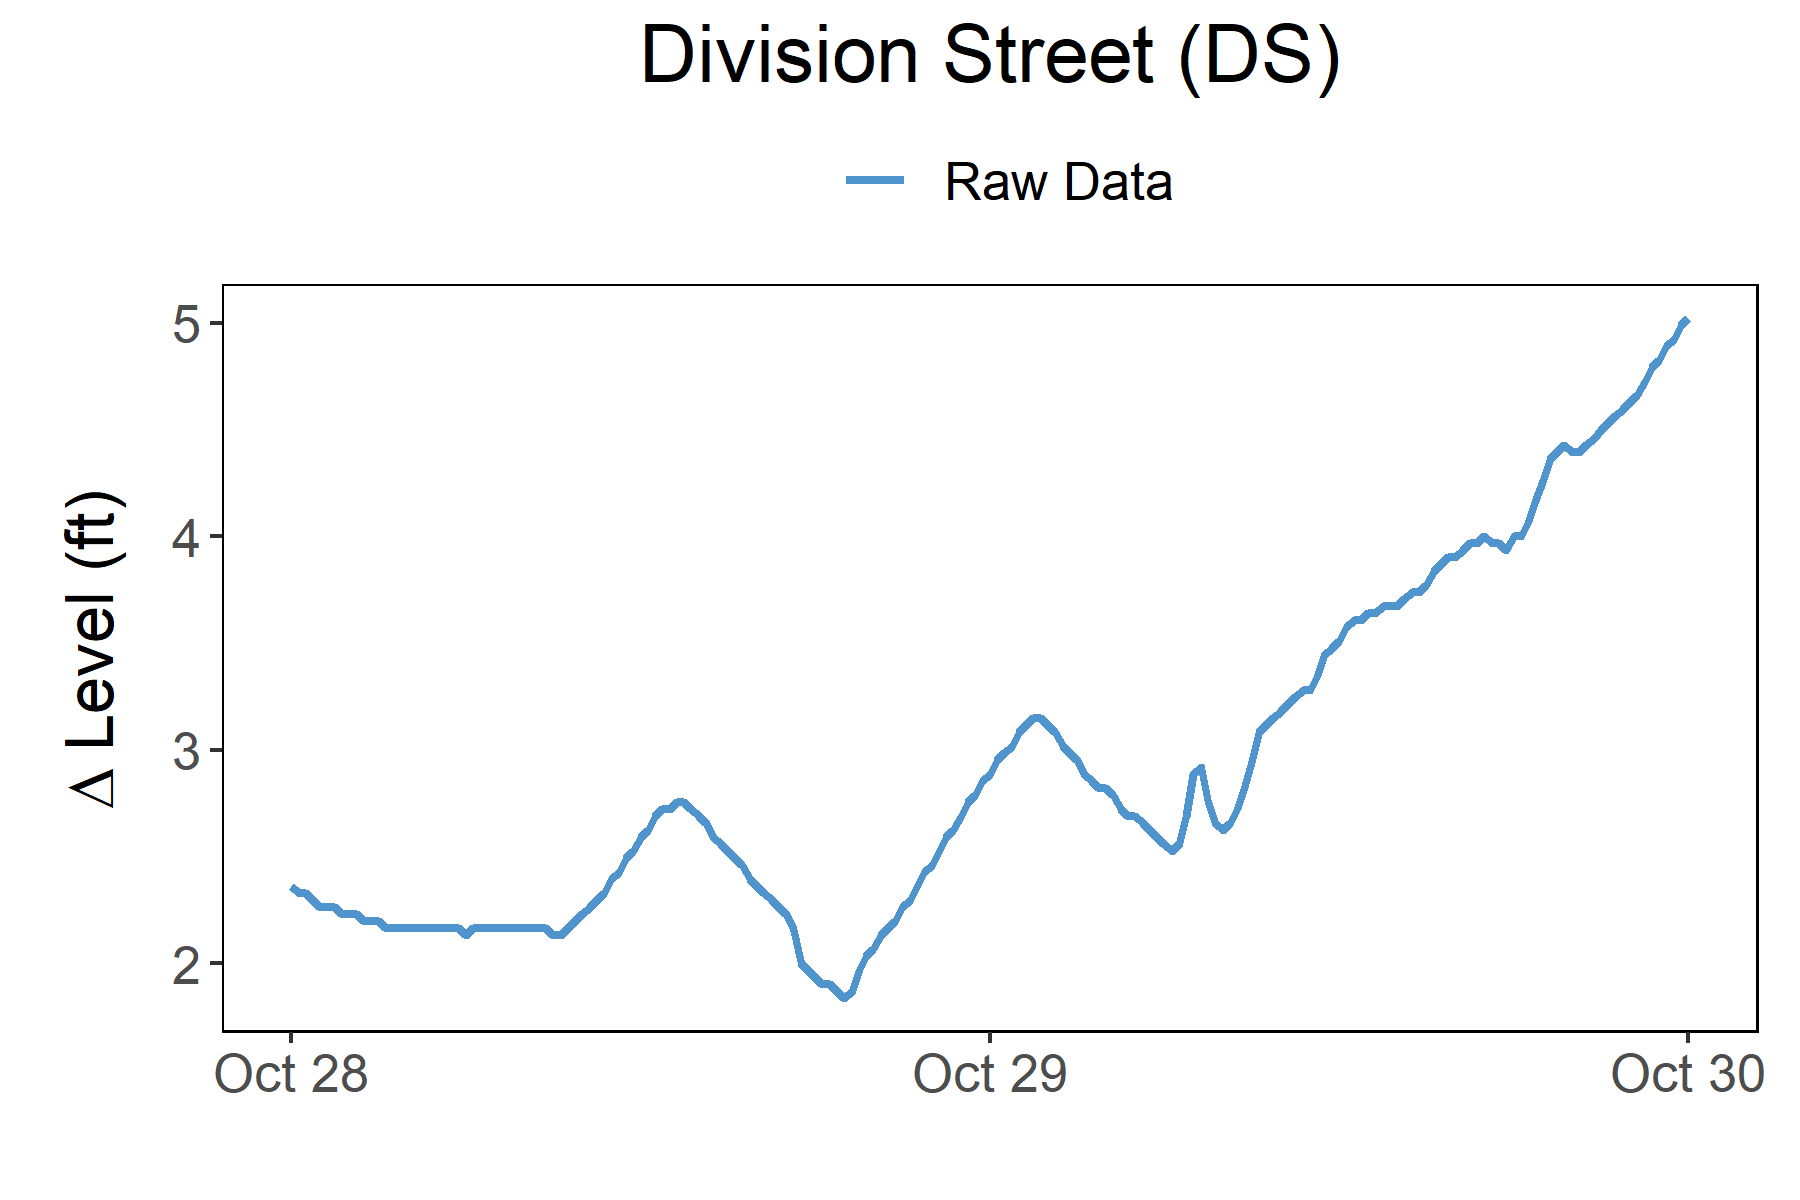 Division Street (DS)
Raw Data
Δ Level (ft)
5
4
3
2
Oct 28
Oct 29
Oct 30